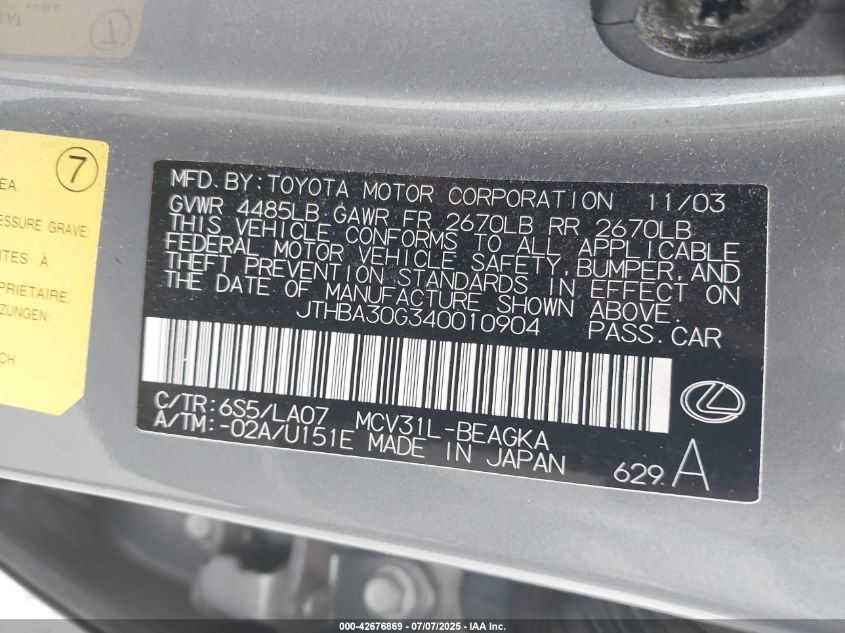 7
EA.
ESSURE GRAVE:
ITES À
PRIÉTAIRE.
ZUNGEN:
CH
MFD. BY: TOYOTA MOTOR CORPORATION 11/03
GVWR 4485LB GAWR FR 2670LB RR 2670LB
THIS VEHICLE CONFORMS TO ALL APPLICABLE
FEDERAL MOTOR VEHICLE SAFETY, BUMPER, AND
THEFT PREVENTION STANDARDS IN EFFECT ON
THE DATE OF MANUFACTURE SHOWN ABOVE.
JTHBA30G340010904 PASS. CAR
C/TR: 6S5/LA07 MCV31L-BEAGKA
A/TM: -02A/U151E MADE IN JAPAN
629 A
000-42676869 / 07/07/2025 - IAA Inc.